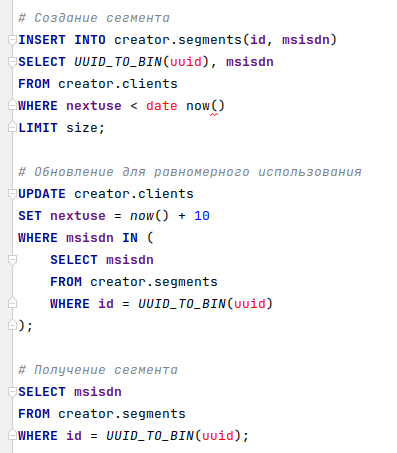 # Создание сегмента
INSERT INTO creator.segments(id, msisdn)
SELECT UUID_TO_BIN(uuid), msisdn
FROM creator.clients
WHERE nextuse < date now()
LIMIT size;

# Обновление для равномерного использования
UPDATE creator.clients
SET nextuse = now() + 10
WHERE msisdn IN (
    SELECT msisdn
    FROM creator.segments
    WHERE id = UUID_TO_BIN(uuid)
);

# Получение сегмента
SELECT msisdn
FROM creator.segments
WHERE id = UUID_TO_BIN(uuid);